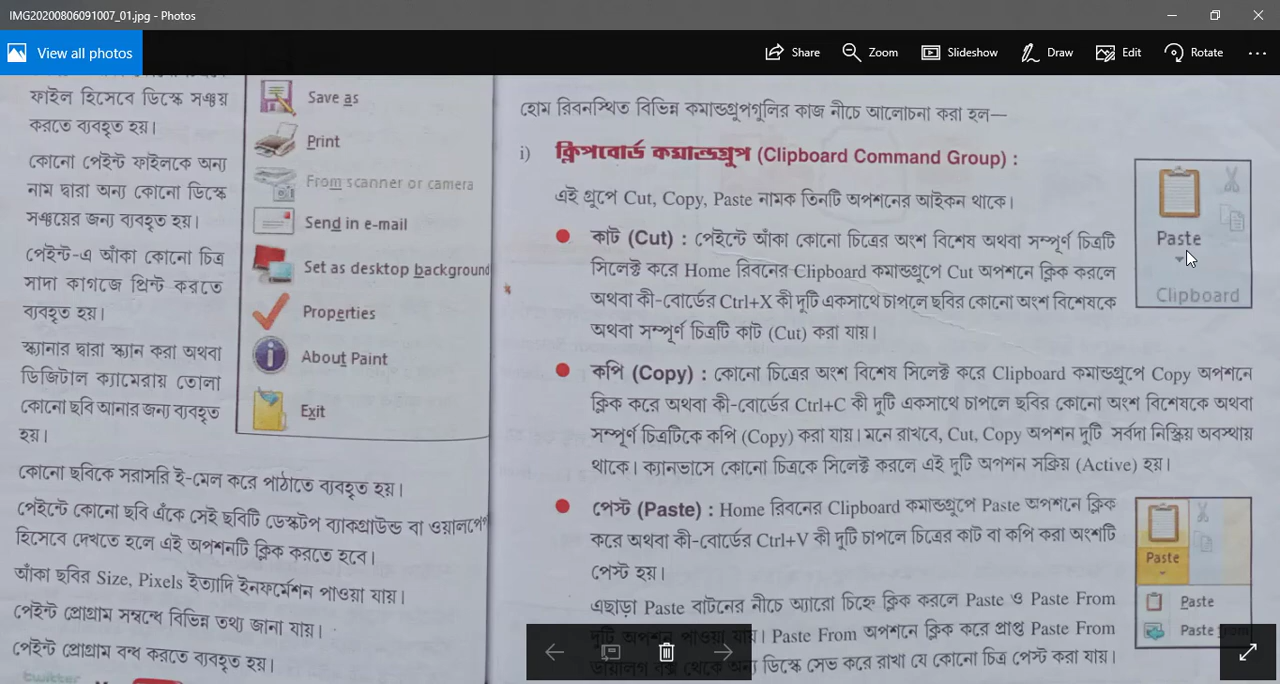 IMG20200806091007_01.jpg - Photos
View all photos
Share
Zoom
Slideshow
Draw
Edit
Rotate
ফাইল হিসেবে ডিস্কে সঞ্চয়
করতে ব্যবহৃত হয়।
কোনো পেইন্ট ফাইলকে অন্য
নাম দ্বারা অন্য কোনো ডিস্কে
সঞ্চয়ের জন্য ব্যবহৃত হয়।
পেইন্ট-এ আঁকা কোনো চিত্র
সাদা কাগজে প্রিন্ট করতে
ব্যবহৃত হয়।
স্ক্যানার দ্বারা স্ক্যান করা অথবা
ডিজিটাল ক্যামেরায় তোলা
কোনো ছবি আনার জন্য ব্যবহৃত
হয়।
Save as
Print
From scanner or camera
Send in e-mail
Set as desktop background
Properties
About Paint
Exit
কোনো ছবিকে সরাসরি ই-মেল করে পাঠাতে ব্যবহৃত হয়।
পেইন্টে কোনো ছবি এঁকে সেই ছবিটি ডেস্কটপ ব্যাকগ্রাউন্ড বা
হিসেবে দেখতে হলে এই অপশনটি ক্লিক করতে হবে।
আঁকা ছবির Size, Pixels ইত্যাদি ইনফর্মেশন পাওয়া যায়।
পেইন্ট প্রোগ্রাম সম্বন্ধে বিভিন্ন তথ্য জানা যায়।
পেইন্ট প্রোগ্রাম বন্ধ করতে ব্যবহৃত হয়।
হোম রিবনস্থিত বিভিন্ন কমান্ডগ্রুপগুলির কাজ নীচে আলোচনা করা হল—
i) ক্লিপবোর্ড কমান্ডগ্রুপ (Clipboard Command Group) :
এই গ্রুপে Cut, Copy, Paste নামক তিনটি অপশনের আইকন থাকে।
● কাট (Cut) : পেইন্টে আঁকা কোনো চিত্রের অংশ বিশেষ অথবা সম্পূর্ণ চিত্রটি
সিলেক্ট করে Home রিবনের Clipboard কমান্ডগ্রুপে Cut অপশনে ক্লিক করলে
অথবা কী-বোর্ডের Ctrl+X কী দুটি একসাথে চাপলে ছবির কোনো অংশ বিশেষকে
অথবা সম্পূর্ণ চিত্রটি কাট (Cut) করা যায়।
Paste
Clipboard
● কপি (Copy) : কোনো চিত্রের অংশ বিশেষ সিলেক্ট করে Clipboard কমান্ডগ্রুপে Copy অপশনে
ক্লিক করে অথবা কী-বোর্ডের Ctrl+C কী দুটি একসাথে চাপলে ছবির কোনো অংশ বিশেষকে অথবা
সম্পূর্ণ চিত্রটিকে কপি (Copy) করা যায়। মনে রাখবে, Cut, Copy অপশন দুটি সর্বদা নিষ্ক্রিয় অবস্থায়
থাকে। ক্যানভাসে কোনো চিত্রকে সিলেক্ট করলে এই দুটি অপশন সক্রিয় (Active) হয়।
● পেস্ট (Paste) : Home রিবনের Clipboard কমান্ডগ্রুপে Paste অপশনে ক্লিক
করে অথবা কী-বোর্ডের Ctrl+V কী দুটি চাপলে চিত্রের কাট বা কপি করা অংশটি
পেস্ট হয়।
এছাড়া Paste বাটনের নীচে অ্যারো চিহ্নে ক্লিক করলে Paste ও Paste From
দুটি অপশন পাওয়া যায়। Paste From অপশনে ক্লিক করে প্রাপ্ত Paste From
ডায়ালগ বক্স থেকে অন্য ডিস্কে সেভ করে রাখা যে কোনো চিত্র পেস্ট করা যায়।
Paste
Paste
Paste from